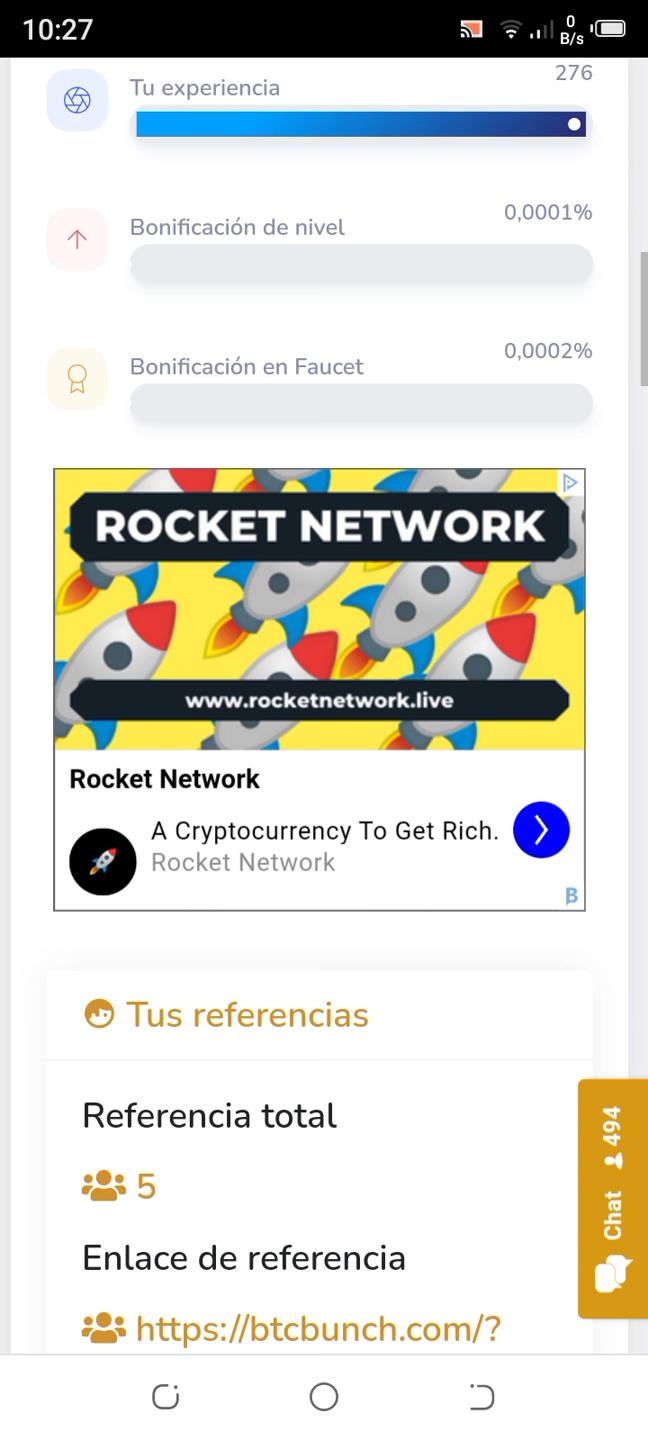 10:27
0
B/s
276
Tu experiencia
0,0001%
Bonificación de nivel
0,0002%
Bonificación en Faucet
ROCKET NETWORK
www.rocketnetwork.live
Rocket Network
A Cryptocurrency To Get Rich.
Rocket Network
B
Tus referencias
Referencia total
5
Enlace de referencia
https://btcbunch.com/?
Chat 494